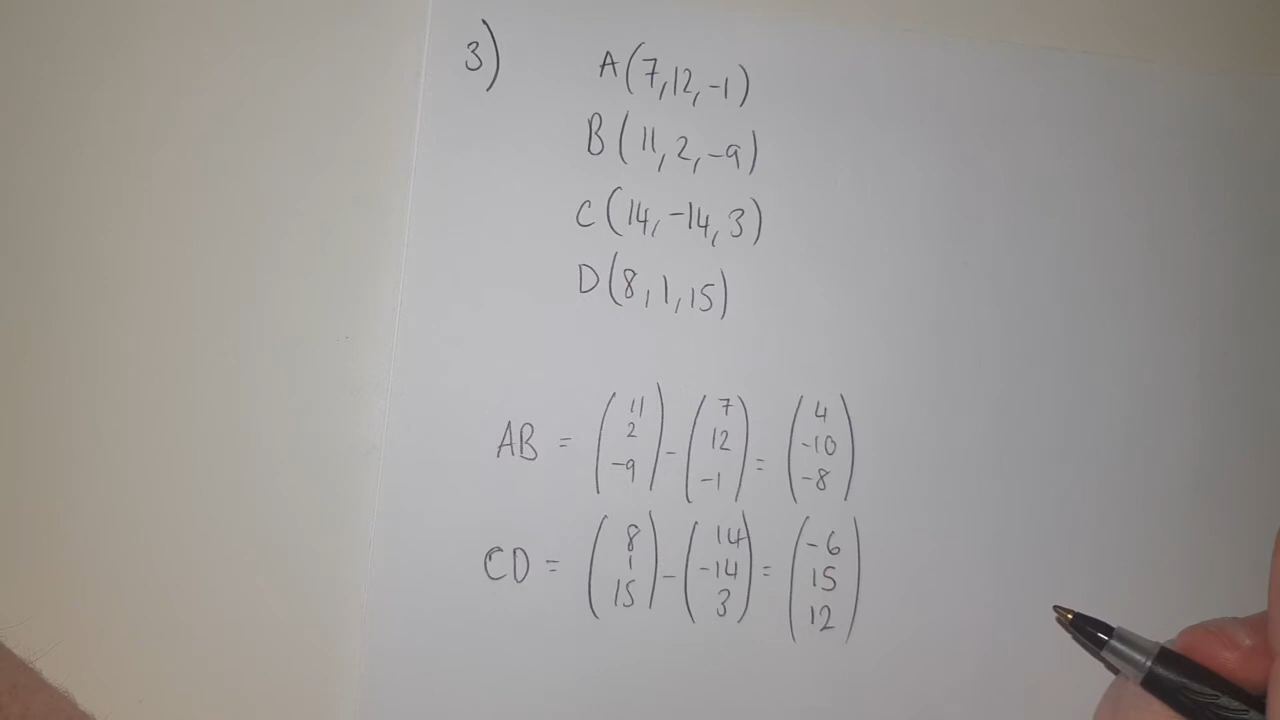 3) A(7,12,-1)
B(11,2,-9)
C(14,-14,3)
D(8,1,15)
AB = (11 2 -9) - (7 12 -1) = (4 -10 -8)
CD = (8 1 15) - (14 -14 3) = (-6 15 12)